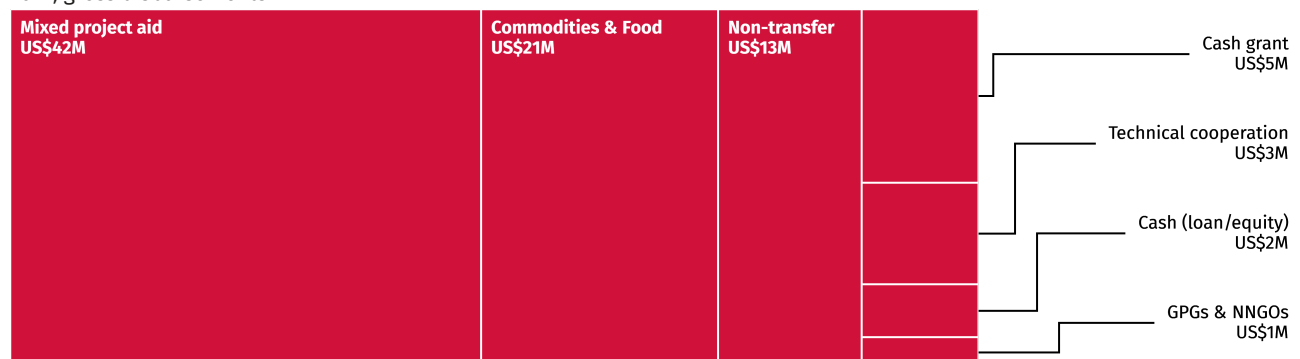 Mixed project aid
US$42M
Commodities & Food
US$21M
Non-transfer
US$13M
Cash grant
US$5M
Technical cooperation
US$3M
Cash (loan/equity)
US$2M
GPGs & NNGOs
US$1M